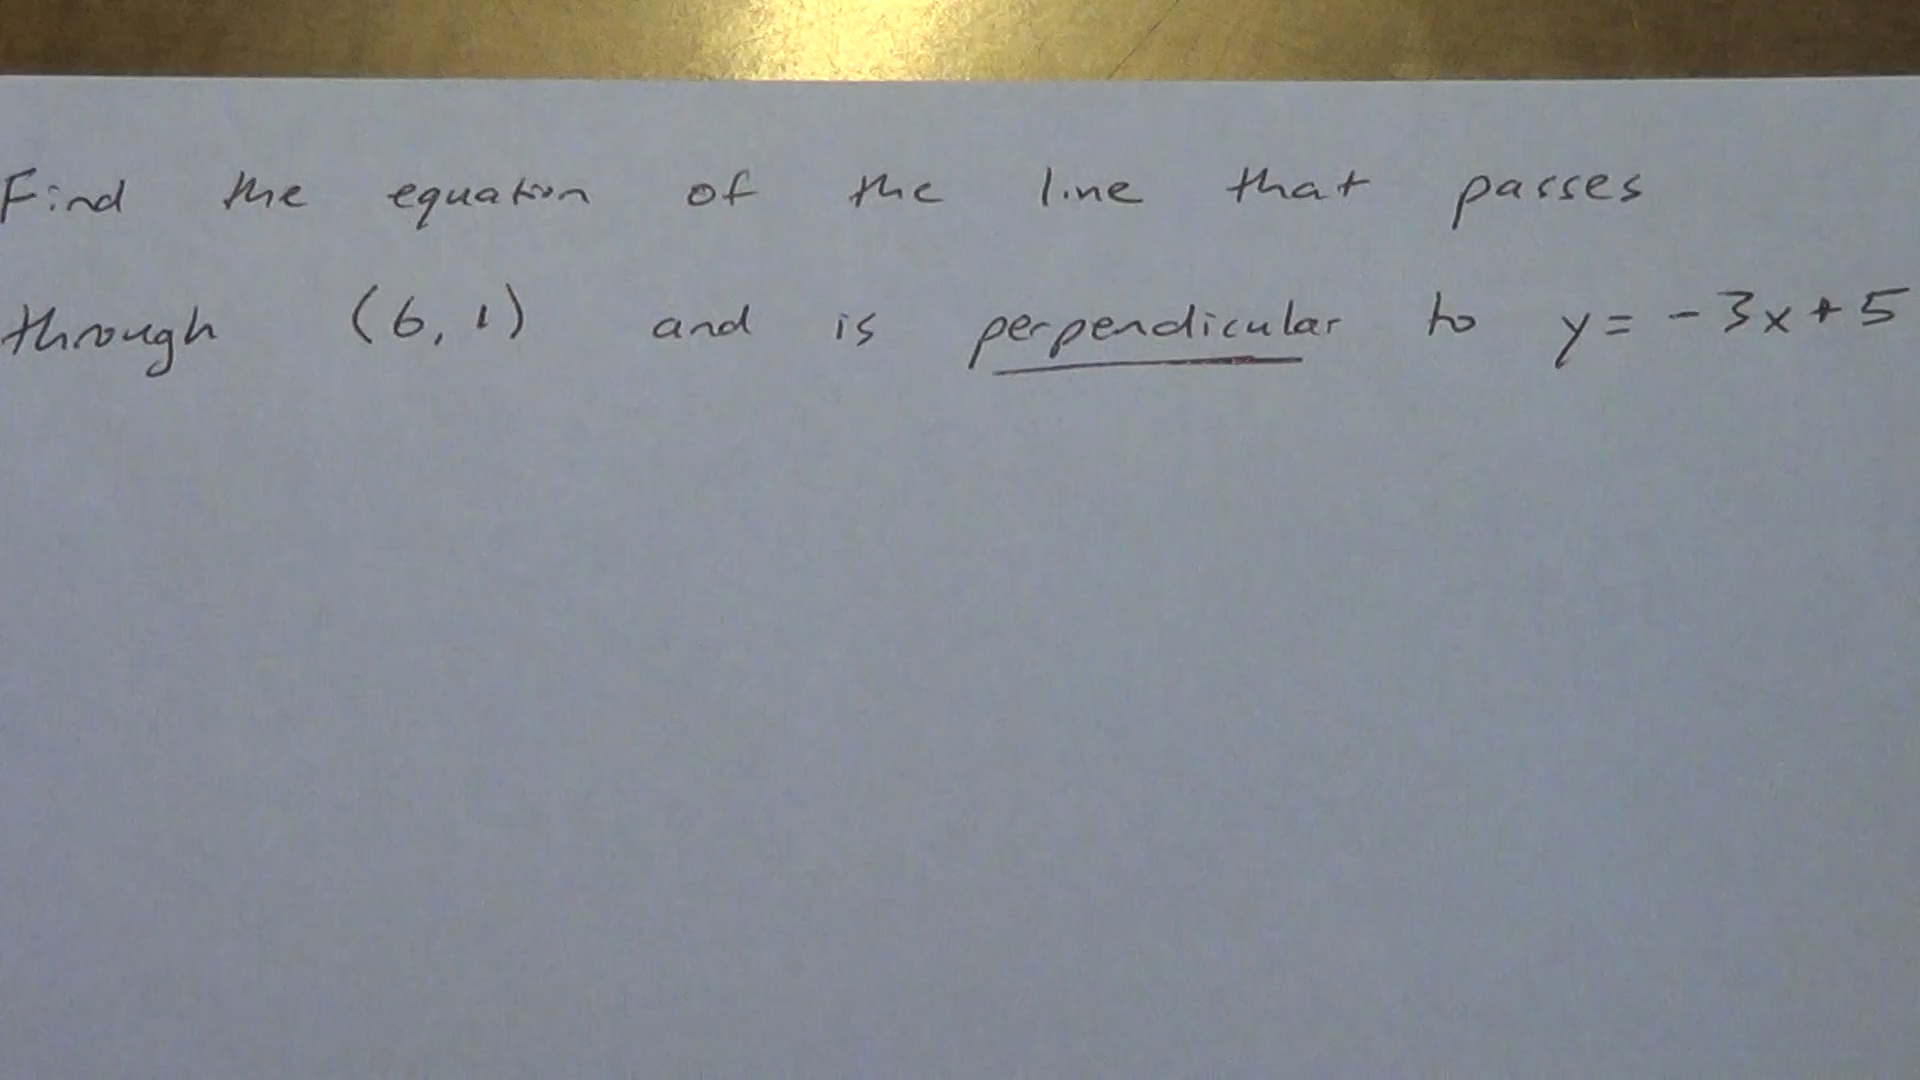 Find the equation of the line that passes
through (6, 1) and is perpendicular to y = -3x + 5